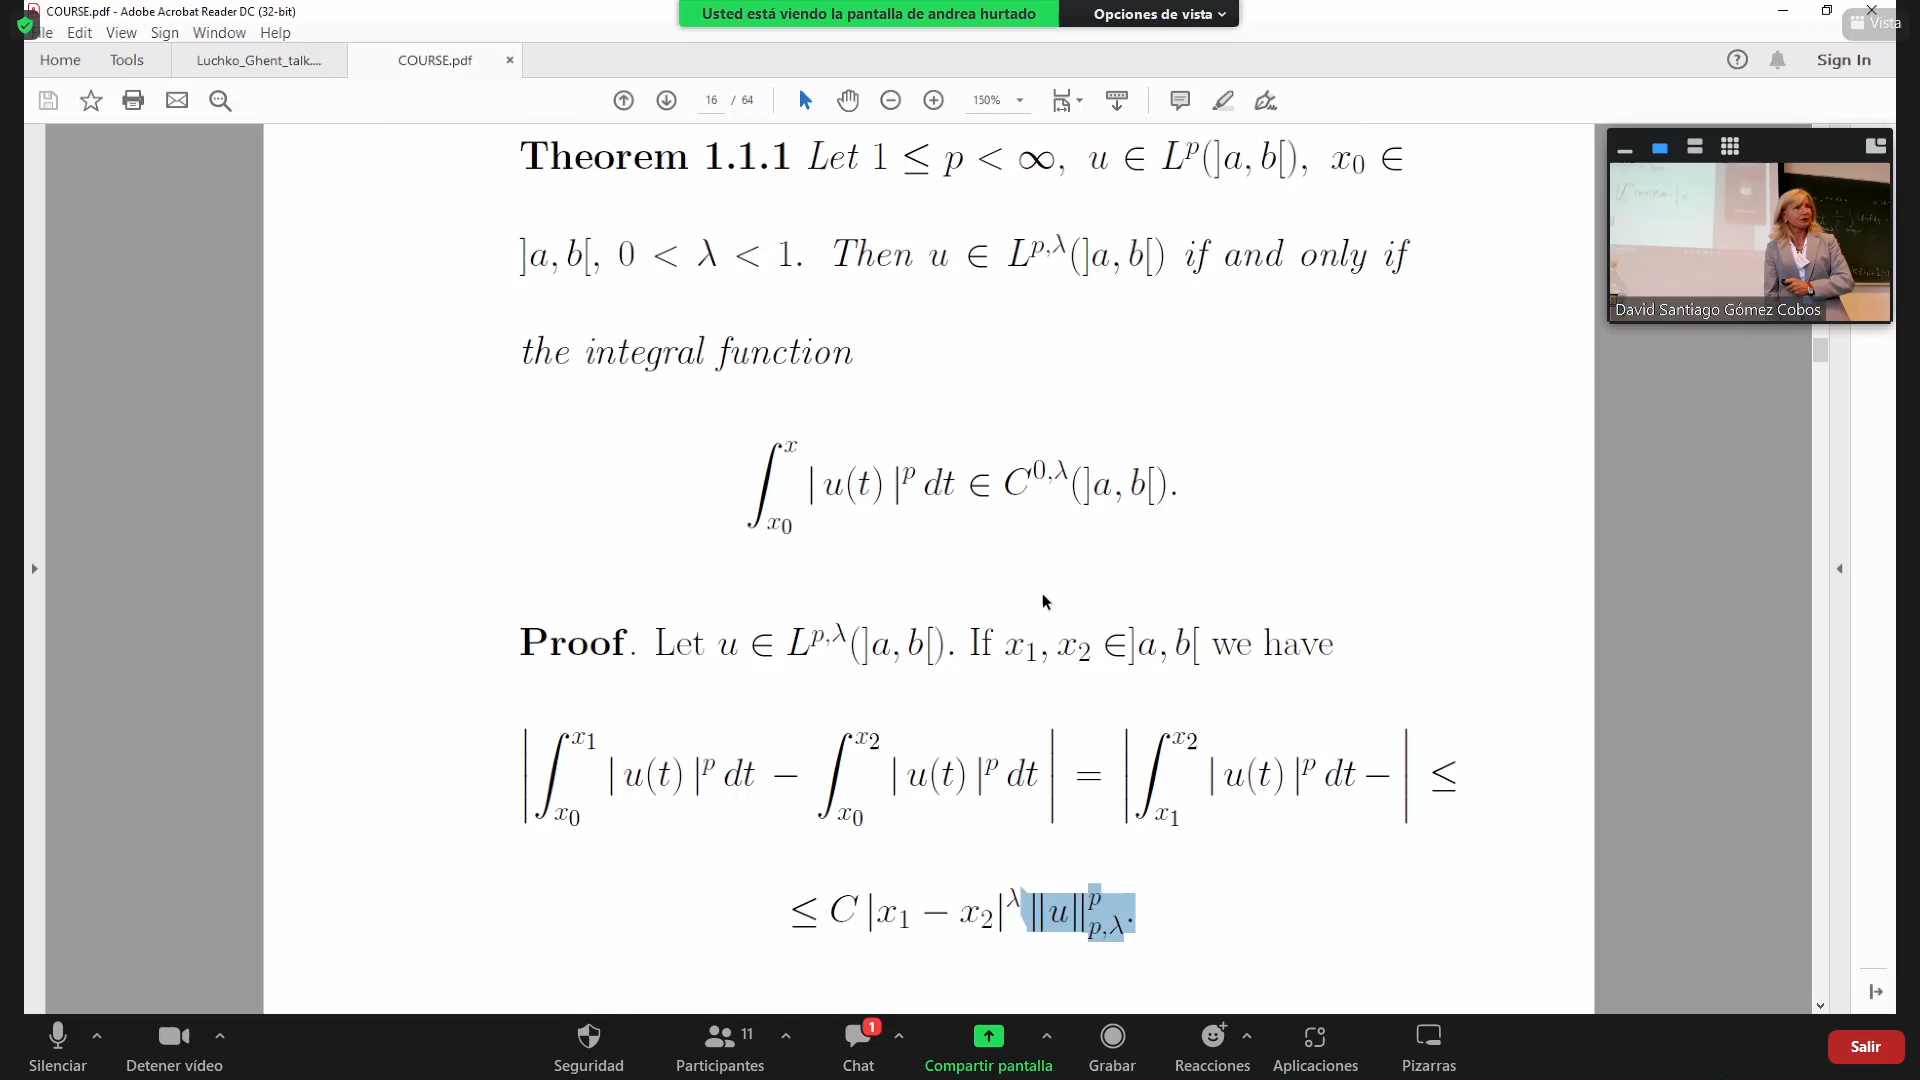 COURSE.pdf - Adobe Acrobat Reader DC (32-bit)
Usted está viendo la pantalla de andrea hurtado
Opciones de vista
Vista
File Edit View Sign Window Help
Home Tools Luchko_Ghent_talk.... COURSE.pdf × Sign In
16 / 64 150%
Theorem 1.1.1 Let 1 ≤ p < ∞, u ∈ L^p(]a, b[), x_0 ∈
]a, b[, 0 < λ < 1. Then u ∈ L^{p,λ}(]a, b[) if and only if
the integral function
∫_{x_0}^{x} | u(t) |^p dt ∈ C^{0,λ}(]a, b[).
Proof. Let u ∈ L^{p,λ}(]a, b[). If x_1, x_2 ∈]a, b[ we have
| ∫_{x_0}^{x_1} | u(t) |^p dt − ∫_{x_0}^{x_2} | u(t) |^p dt | = | ∫_{x_1}^{x_2} | u(t) |^p dt − | ≤
≤ C |x_1 − x_2|^λ ‖u‖^p_{p,λ}.
David Santiago Gómez Cobos
Silenciar
Detener vídeo
Seguridad
11
Participantes
1
Chat
Compartir pantalla
Grabar
Reacciones
Aplicaciones
Pizarras
Salir